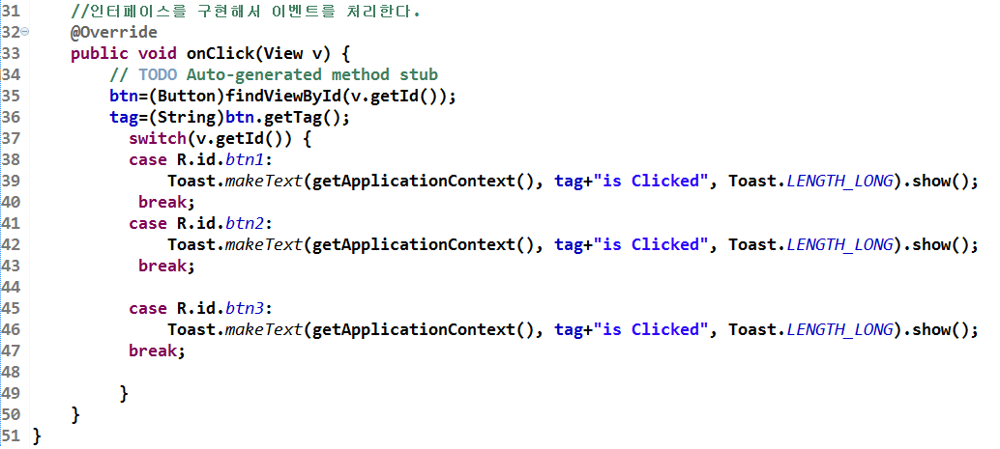 31 //인터페이스를 구현해서 이벤트를 처리한다.
32 @Override
33 public void onClick(View v) {
34 // TODO Auto-generated method stub
35 btn=(Button)findViewById(v.getId());
36 tag=(String)btn.getTag();
37 switch(v.getId()) {
38 case R.id.btn1:
39 Toast.makeText(getApplicationContext(), tag+"is Clicked", Toast.LENGTH_LONG).show();
40 break;
41 case R.id.btn2:
42 Toast.makeText(getApplicationContext(), tag+"is Clicked", Toast.LENGTH_LONG).show();
43 break;
44
45 case R.id.btn3:
46 Toast.makeText(getApplicationContext(), tag+"is Clicked", Toast.LENGTH_LONG).show();
47 break;
48
49 }
50 }
51 }